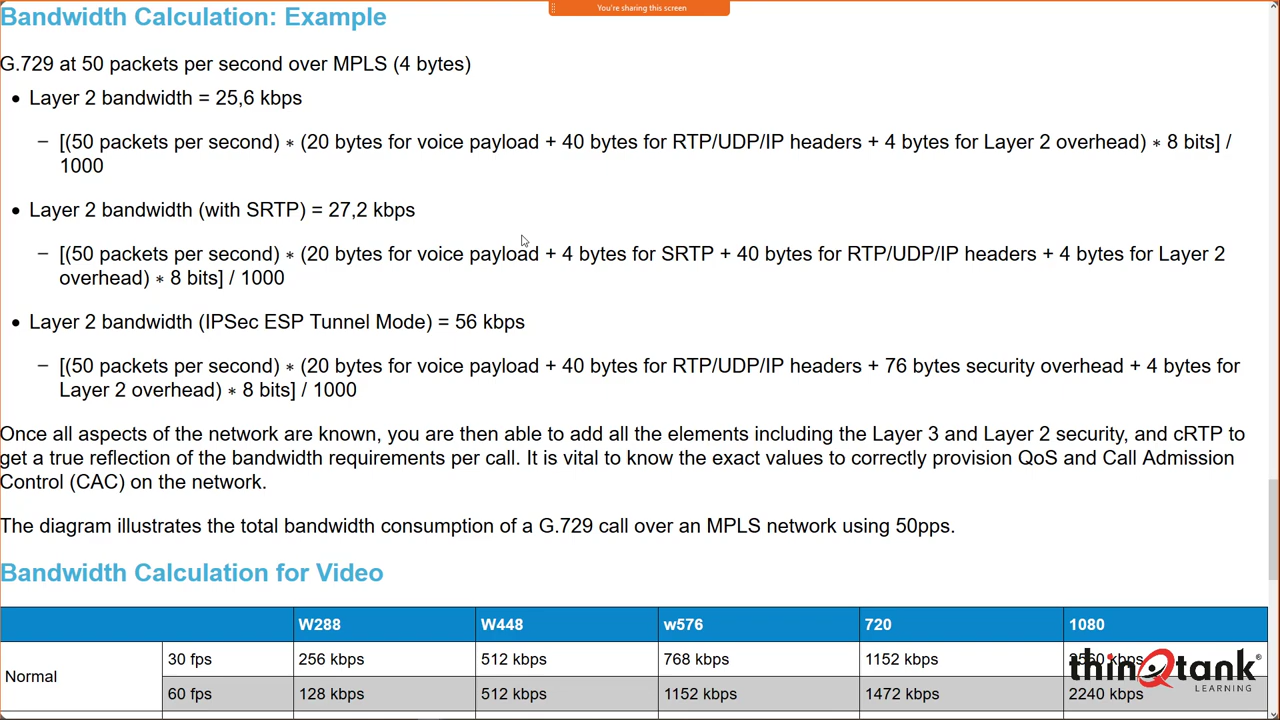 You're sharing this screen
Bandwidth Calculation: Example
G.729 at 50 packets per second over MPLS (4 bytes)
• Layer 2 bandwidth = 25,6 kbps
– [(50 packets per second) * (20 bytes for voice payload + 40 bytes for RTP/UDP/IP headers + 4 bytes for Layer 2 overhead) * 8 bits] /
1000
• Layer 2 bandwidth (with SRTP) = 27,2 kbps
– [(50 packets per second) * (20 bytes for voice payload + 4 bytes for SRTP + 40 bytes for RTP/UDP/IP headers + 4 bytes for Layer 2
overhead) * 8 bits] / 1000
• Layer 2 bandwidth (IPSec ESP Tunnel Mode) = 56 kbps
– [(50 packets per second) * (20 bytes for voice payload + 40 bytes for RTP/UDP/IP headers + 76 bytes security overhead + 4 bytes for
Layer 2 overhead) * 8 bits] / 1000
Once all aspects of the network are known, you are then able to add all the elements including the Layer 3 and Layer 2 security, and cRTP to
get a true reflection of the bandwidth requirements per call. It is vital to know the exact values to correctly provision QoS and Call Admission
Control (CAC) on the network.
The diagram illustrates the total bandwidth consumption of a G.729 call over an MPLS network using 50pps.
Bandwidth Calculation for Video
W288 W448 w576 720 1080
Normal 30 fps 256 kbps 512 kbps 768 kbps 1152 kbps kbps
60 fps 128 kbps 512 kbps 1152 kbps 1472 kbps 2240 kbps
thinQtank®
LEARNING